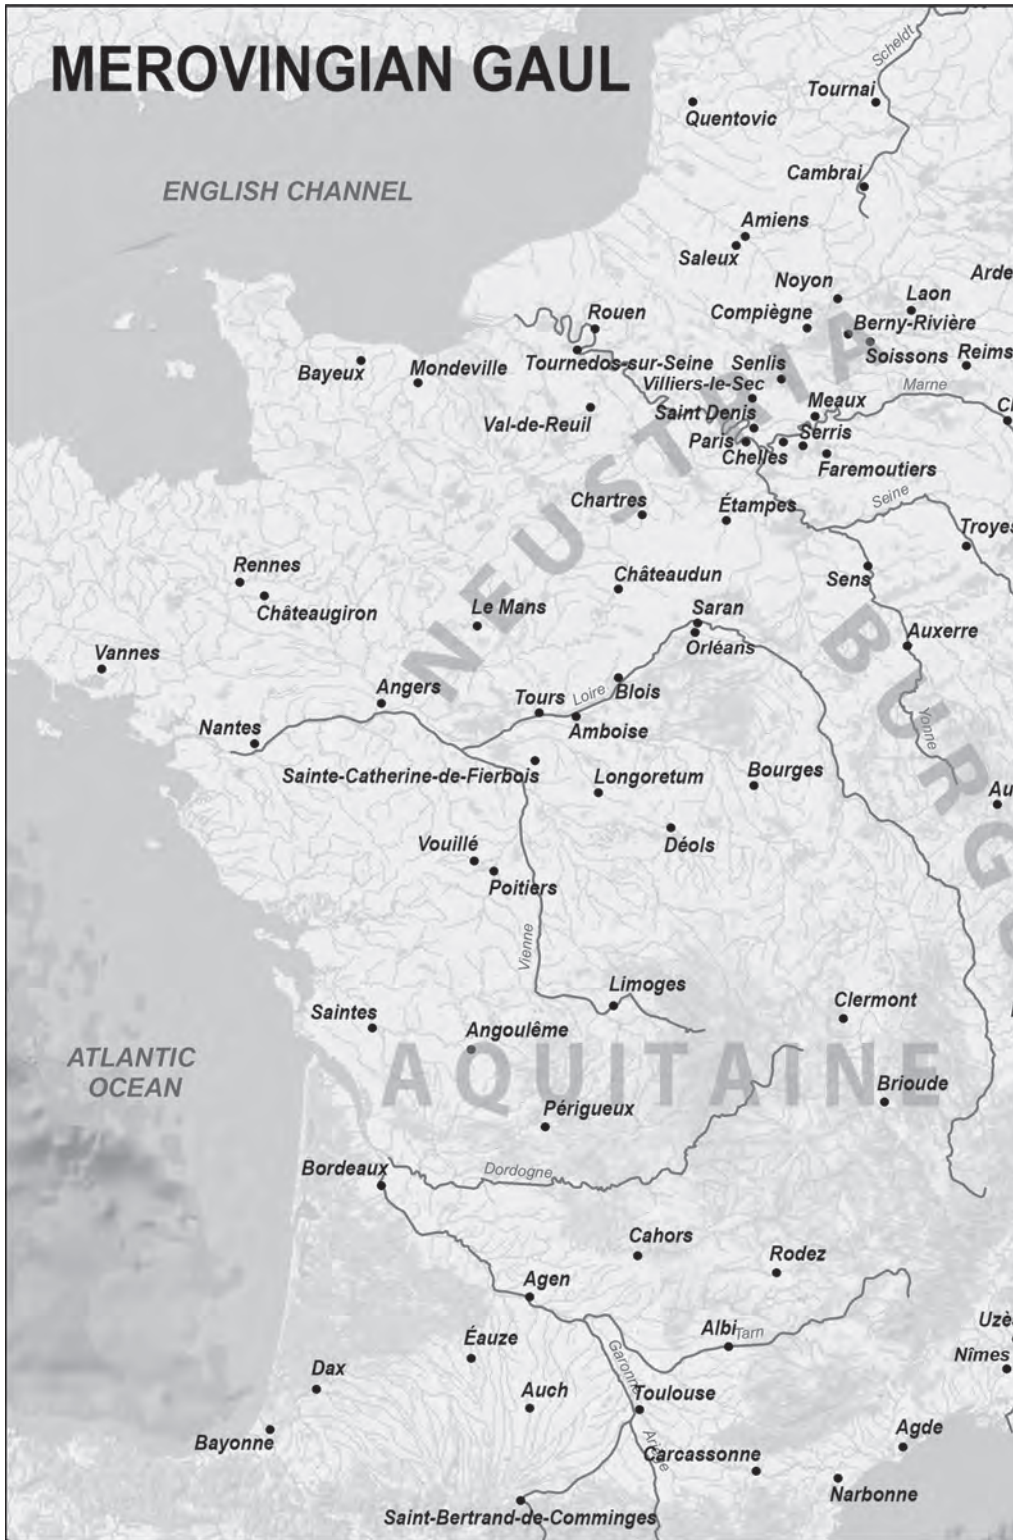 MEROVINGIAN GAUL
Scheldt
Tournai
Quentovic
ENGLISH CHANNEL
Cambrai
Amiens
Saleux
Noyon
Arde
Laon
Rouen
Compiègne
Berny-Rivière
Tournedos-sur-Seine
Senlis
Soissons
Reims
Bayeux
Mondeville
Villiers-le-Sec
Meaux
Marne
Val-de-Reuil
Saint Denis
Paris
Serris
Chelles
Faremoutiers
NEUSTRIA
Chartres
Étampes
Seine
Troyes
Rennes
Châteaudun
Sens
Châteaugiron
Le Mans
Saran
Orléans
Auxerre
Vannes
Angers
Tours
Loire
Blois
Nantes
Amboise
Yonne
Sainte-Catherine-de-Fierbois
Longoretum
Bourges
Au
BURG
Vouillé
Déols
Poitiers
Vienne
Limoges
Clermont
Saintes
Angoulême
ATLANTIC
OCEAN
AQUITAINE
Brioude
Périgueux
Bordeaux
Dordogne
Cahors
Rodez
Agen
Albi
Tarn
Uzè
Éauze
Garonne
Nîmes
Dax
Auch
Toulouse
Bayonne
Ariège
Carcassonne
Agde
Narbonne
Saint-Bertrand-de-Comminges